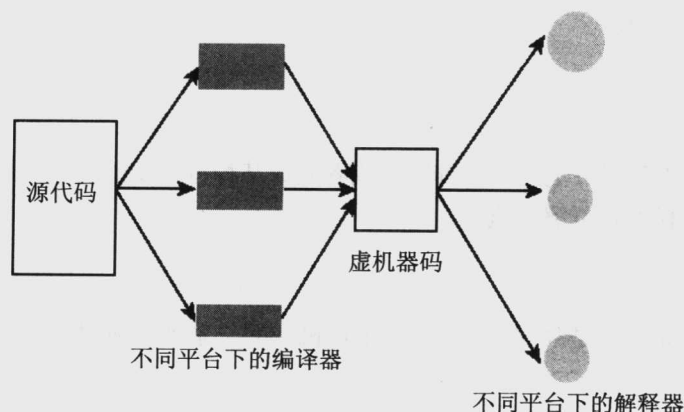 源代码
虚机器码
不同平台下的编译器
不同平台下的解释器